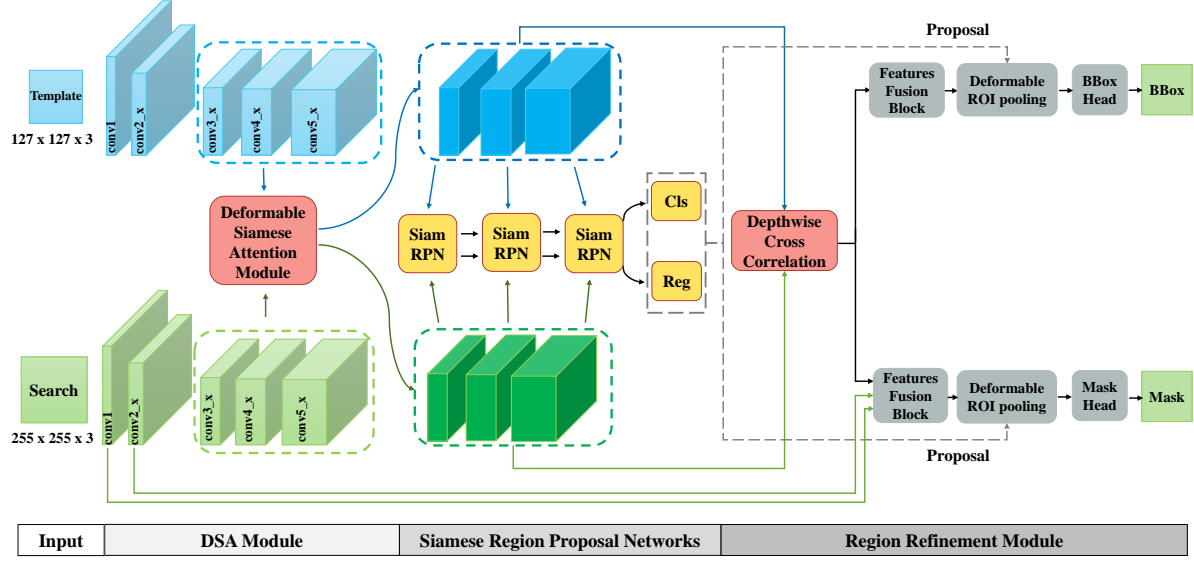 Template
127 x 127 x 3
conv1
conv2_x
conv3_x
conv4_x
conv5_x
Deformable
Siamese
Attention
Module
Search
255 x 255 x 3
conv1
conv2_x
conv3_x
conv4_x
conv5_x
Siam
RPN
Siam
RPN
Siam
RPN
Cls
Reg
Depthwise
Cross
Correlation
Proposal
Features
Fusion
Block
Deformable
ROI pooling
BBox
Head
BBox
Features
Fusion
Block
Deformable
ROI pooling
Mask
Head
Mask
Proposal
Input
DSA Module
Siamese Region Proposal Networks
Region Refinement Module